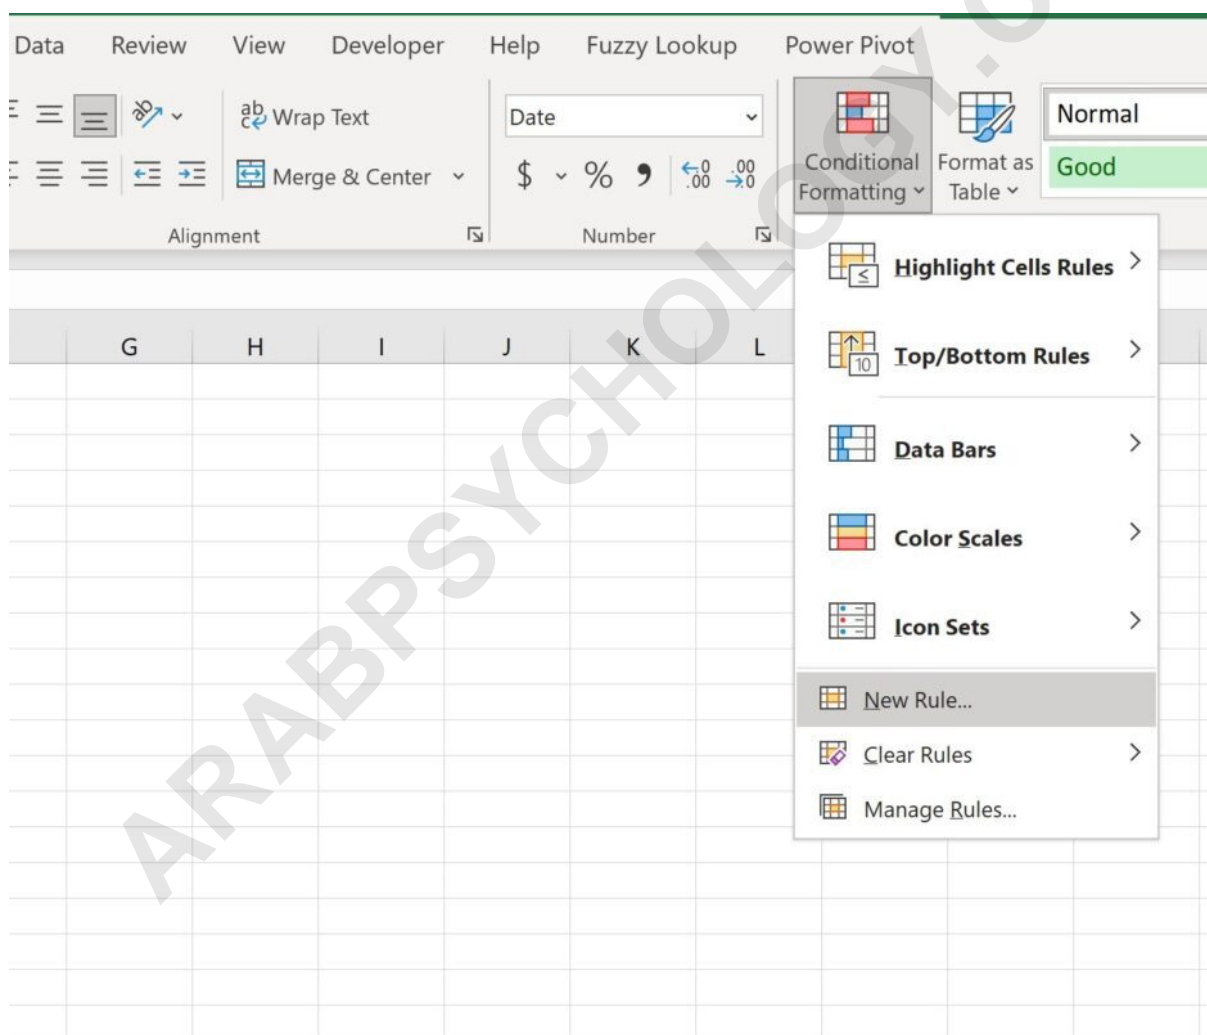 Data Review View Developer Help Fuzzy Lookup Power Pivot
ab Wrap Text
Date
Normal
Conditional Formatting
Format as Table
Merge & Center
$ % ,
Good
Alignment
Number
Highlight Cells Rules
G H I J K L
Top/Bottom Rules
10
Data Bars
Color Scales
Icon Sets
New Rule...
Clear Rules
Manage Rules...
ARABPSYCHOLOGY.